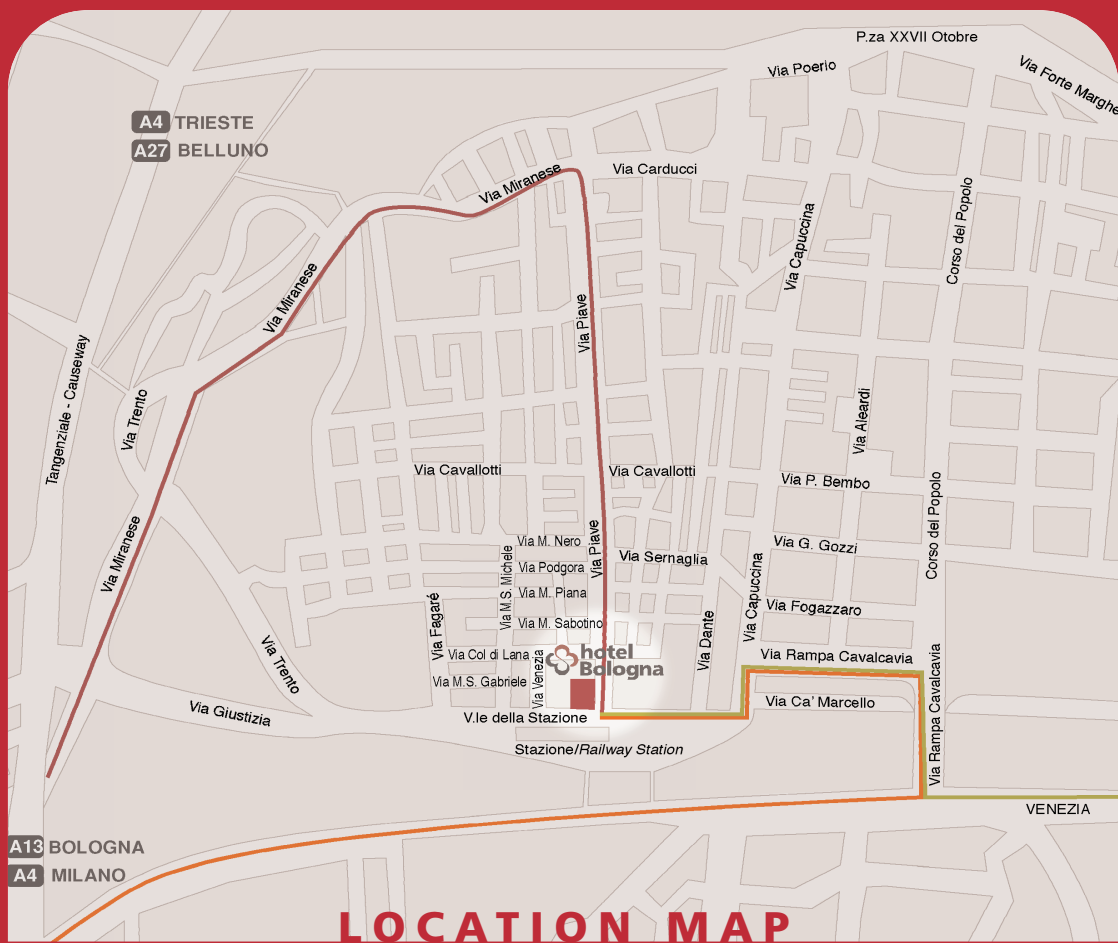 P.za XXVII Otobre
Via Poerio
Via Forte Marghe
A4 TRIESTE
A27 BELLUNO
Via Miranese
Via Carducci
Via Capuccina
Corso del Popolo
Via Miranese
Via Piave
Tangenziale - Causeway
Via Trento
Via Aleardi
Via Cavallotti
Via Cavallotti
Via P. Bembo
Corso del Popolo
Via Miranese
Via M. Nero
Via Piave
Via G. Gozzi
Via M.S. Michele
Via Podgora
Via Sernaglia
Via Capuccina
Via M. Piana
Via Fagaré
Via Fogazzaro
Via M. Sabotino
Via Dante
Via Trento
Via Col di Lana
Via Venezia
hotel
Bologna
Via Rampa Cavalcavia
Via M.S. Gabriele
Via Ca' Marcello
Via Rampa Cavalcavia
Via Giustizia
V.le della Stazione
Stazione/Railway Station
VENEZIA
A13 BOLOGNA
A4 MILANO
LOCATION MAP